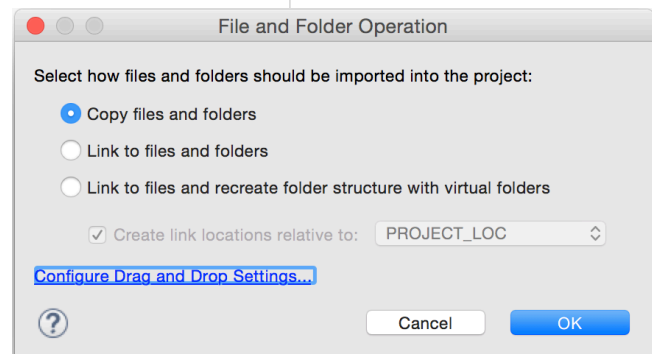 File and Folder Operation
Select how files and folders should be imported into the project:
Copy files and folders
Link to files and folders
Link to files and recreate folder structure with virtual folders
Create link locations relative to: PROJECT_LOC
Configure Drag and Drop Settings...
? Cancel OK